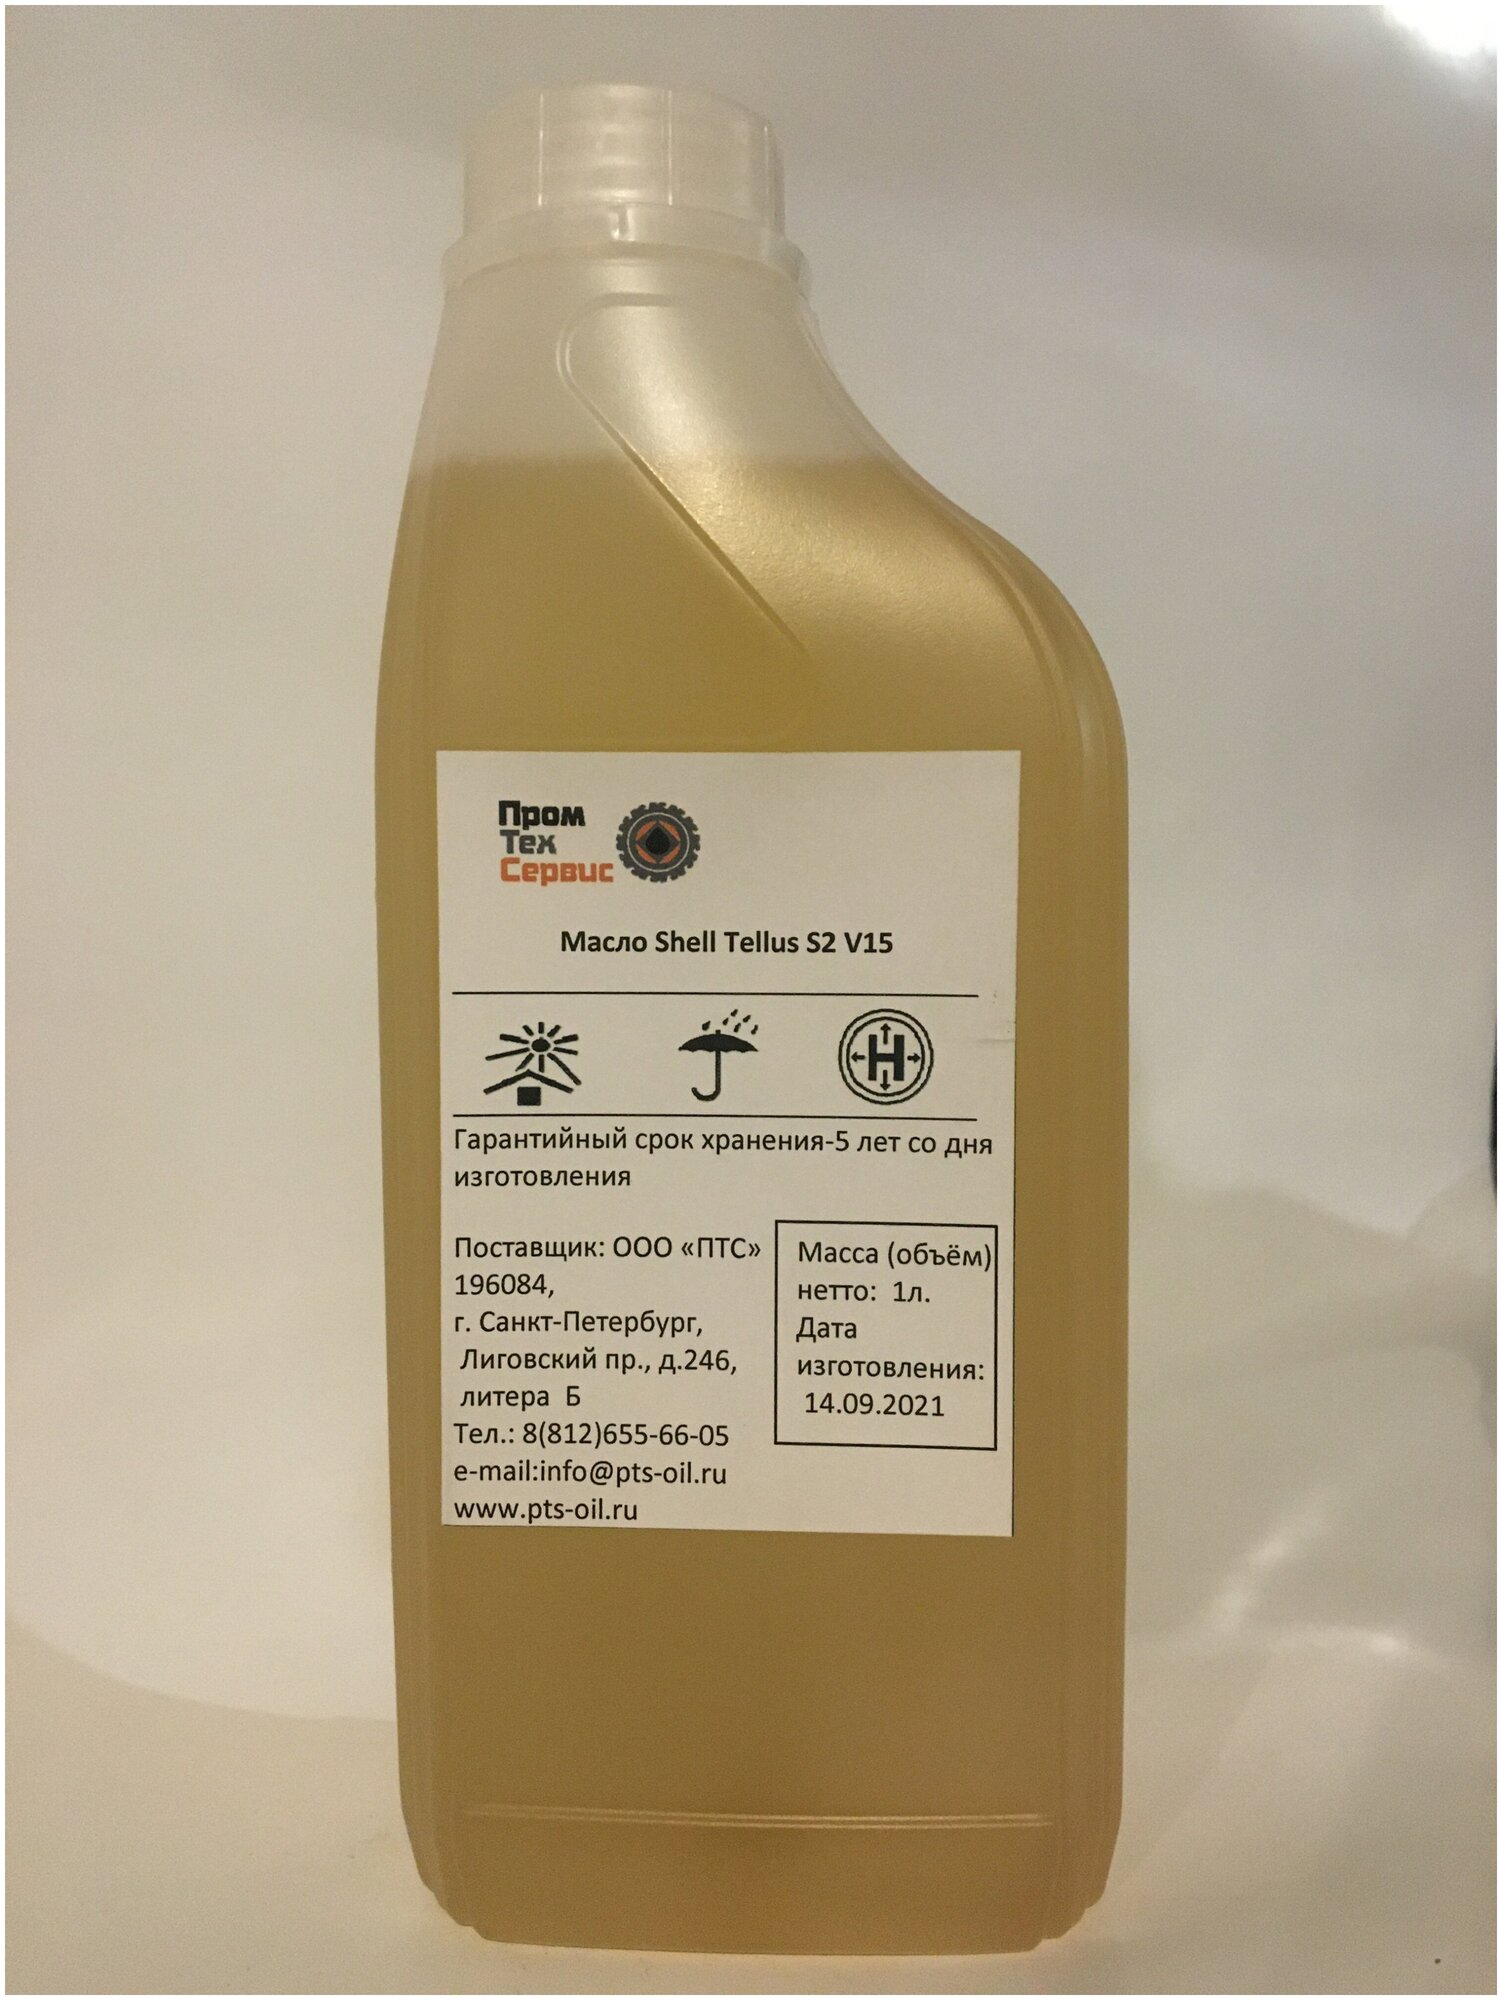 Пром
Тех
Сервис
Масло Shell Tellus S2 V15
Н
Гарантийный срок хранения-5 лет со дня
изготовления
Поставщик: ООО «ПТС»
196084,
г. Санкт-Петербург,
Лиговский пр., д.246,
литера Б
Тел.: 8(812)655-66-05
e-mail:info@pts-oil.ru
www.pts-oil.ru
Масса (объём)
нетто: 1л.
Дата
изготовления:
14.09.2021